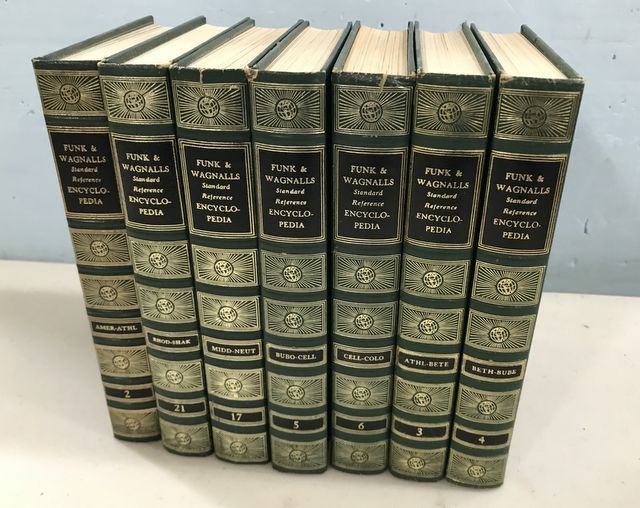 FUNK &
WAGNALLS
Standard
Reference
ENCYCLO-
PEDIA
AMER-ATHL
2
FUNK &
WAGNALLS
Standard
Reference
ENCYCLO-
PEDIA
RHOD-SHAK
21
FUNK &
WAGNALLS
Standard
Reference
ENCYCLO-
PEDIA
MIDD-NEUT
17
FUNK &
WAGNALLS
Standard
Reference
ENCYCLO-
PEDIA
BUBO-CELL
5
FUNK &
WAGNALLS
Standard
Reference
ENCYCLO-
PEDIA
CELL-COLO
6
FUNK &
WAGNALLS
Standard
Reference
ENCYCLO-
PEDIA
ATHL-BETE
3
FUNK &
WAGNALLS
Standard
Reference
ENCYCLO-
PEDIA
BETH-BUBE
4